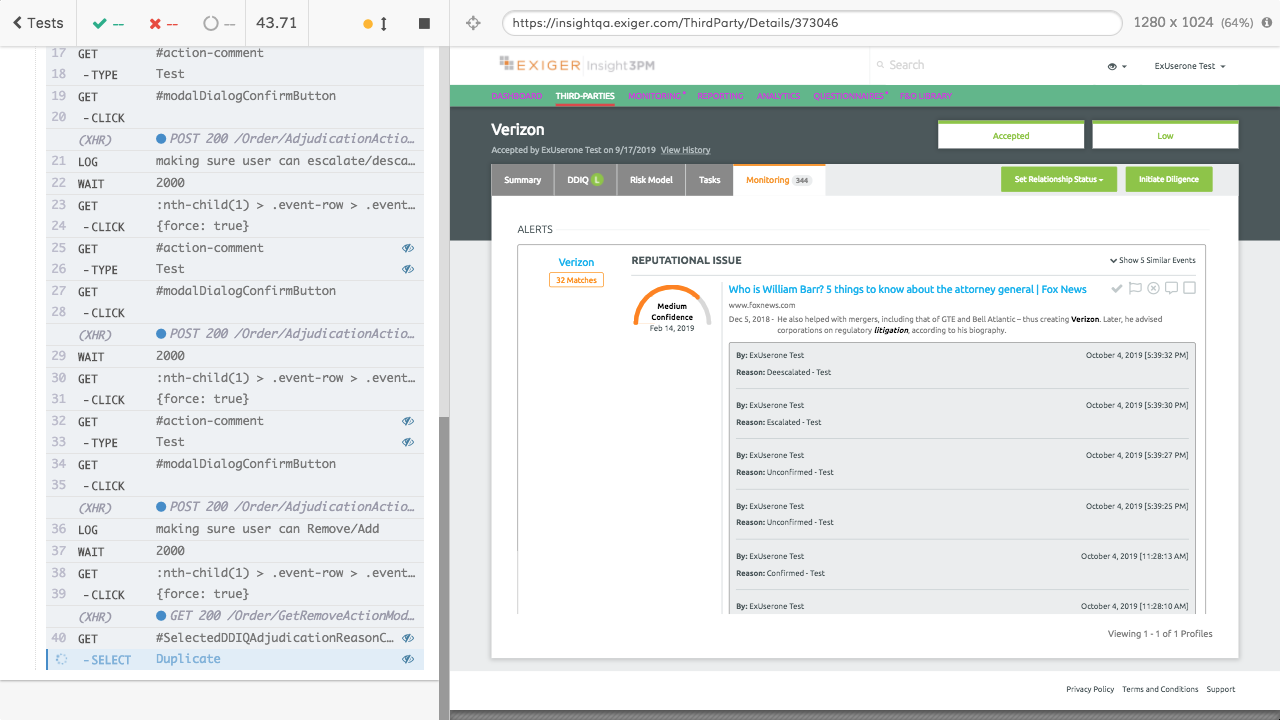 Tests -- -- -- 43.71
https://insightqa.exiger.com/ThirdParty/Details/373046
1280 x 1024 (64%)
17 GET #action-comment
18 -TYPE Test
19 GET #modalDialogConfirmButton
20 -CLICK
(XHR) POST 200 /Order/AdjudicationActio...
21 LOG making sure user can escalate/desca...
22 WAIT 2000
23 GET :nth-child(1) > .event-row > .event...
24 -CLICK {force: true}
25 GET #action-comment
26 -TYPE Test
27 GET #modalDialogConfirmButton
28 -CLICK
(XHR) POST 200 /Order/AdjudicationActio...
29 WAIT 2000
30 GET :nth-child(1) > .event-row > .event...
31 -CLICK {force: true}
32 GET #action-comment
33 -TYPE Test
34 GET #modalDialogConfirmButton
35 -CLICK
(XHR) POST 200 /Order/AdjudicationActio...
36 LOG making sure user can Remove/Add
37 WAIT 2000
38 GET :nth-child(1) > .event-row > .event...
39 -CLICK {force: true}
(XHR) GET 200 /Order/GetRemoveActionMod...
40 GET #SelectedDDIQAdjudicationReasonC...
-SELECT Duplicate
EXIGER Insight 3PM
Search
ExUserone Test
DASHBOARD THIRD-PARTIES MONITORING* REPORTING ANALYTICS QUESTIONNAIRES* F&O LIBRARY
Verizon
Accepted by ExUserone Test on 9/17/2019 View History
Accepted
Low
Summary DDIQ L Risk Model Tasks Monitoring 344
Set Relationship Status
Initiate Diligence
ALERTS
Verizon
32 Matches
REPUTATIONAL ISSUE
Show 5 Similar Events
Medium
Confidence
Feb 14, 2019
Who is William Barr? 5 things to know about the attorney general | Fox News
www.foxnews.com
Dec 5, 2018 - He also helped with mergers, including that of GTE and Bell Atlantic – thus creating Verizon. Later, he advised
corporations on regulatory litigation, according to his biography.
By: ExUserone Test October 4, 2019 [5:39:32 PM]
Reason: Deescalated - Test
By: ExUserone Test October 4, 2019 [5:39:30 PM]
Reason: Escalated - Test
By: ExUserone Test October 4, 2019 [5:39:27 PM]
Reason: Unconfirmed - Test
By: ExUserone Test October 4, 2019 [5:39:25 PM]
Reason: Unconfirmed - Test
By: ExUserone Test October 4, 2019 [11:28:13 AM]
Reason: Confirmed - Test
By: ExUserone Test October 4, 2019 [11:28:10 AM]
Viewing 1 - 1 of 1 Profiles
Privacy Policy Terms and Conditions Support